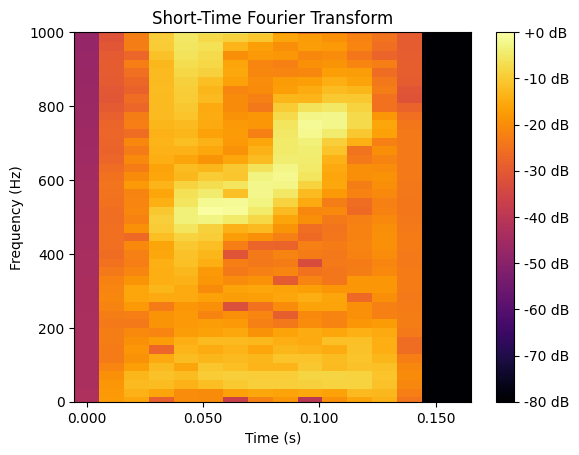 Short-Time Fourier Transform
1000
800
600
400
200
0
Frequency (Hz)
0.000
0.050
0.100
0.150
Time (s)
+0 dB
-10 dB
-20 dB
-30 dB
-40 dB
-50 dB
-60 dB
-70 dB
-80 dB